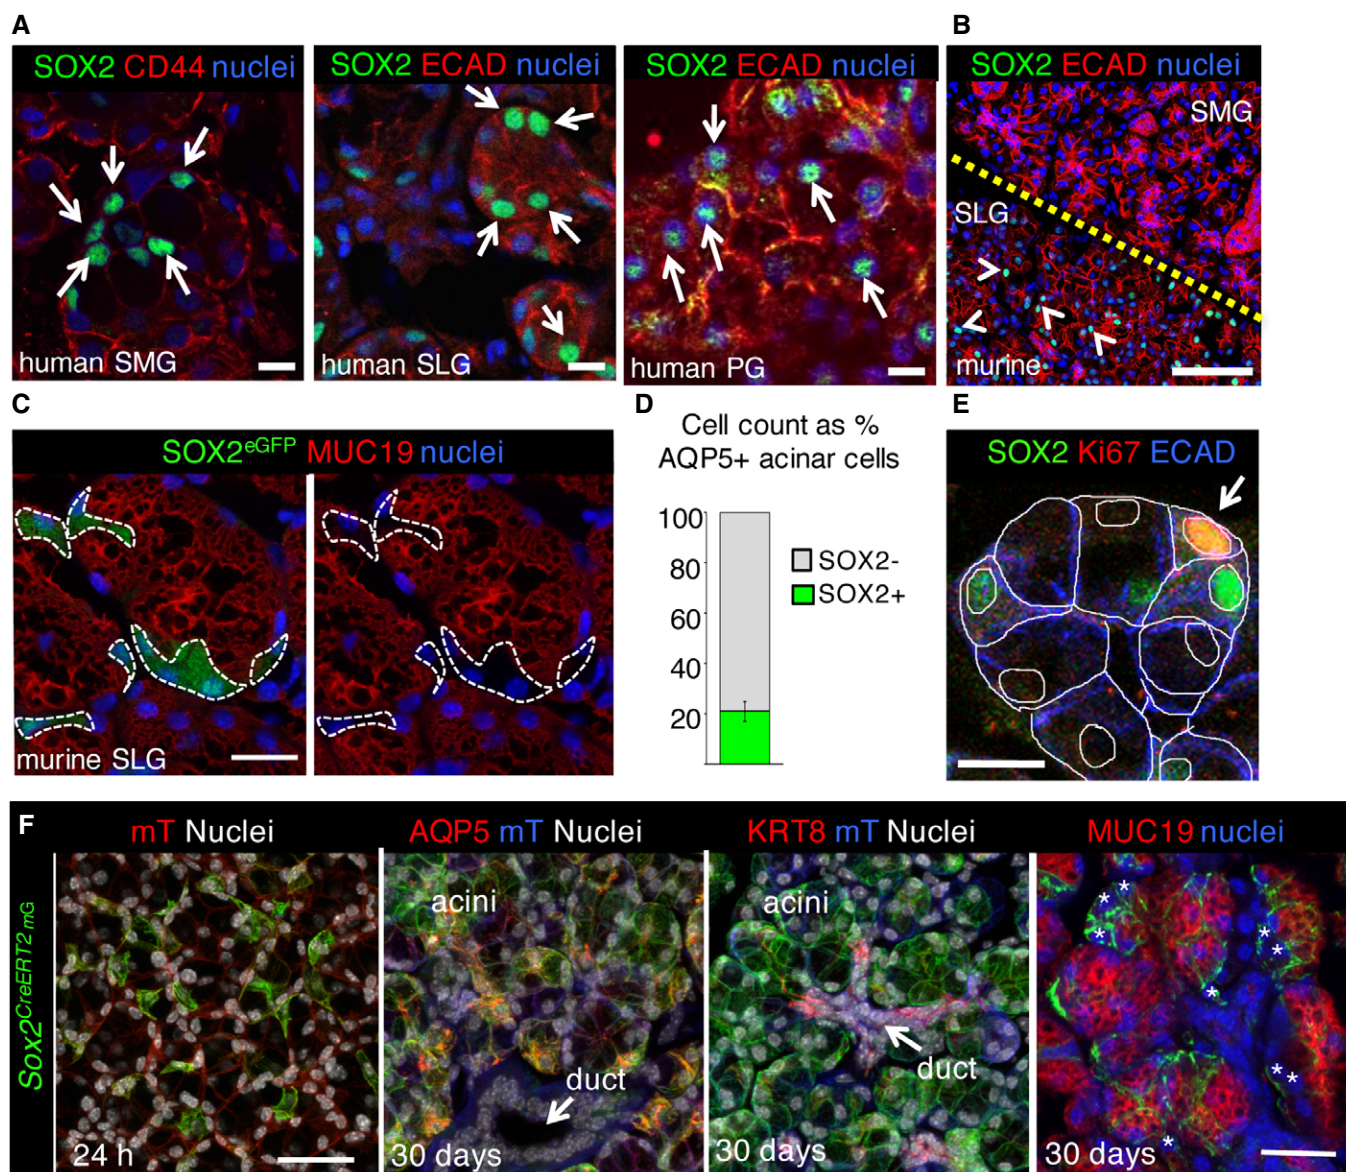 A
SOX2 CD44 nuclei
human SMG
SOX2 ECAD nuclei
human SLG
SOX2 ECAD nuclei
human PG
B
SOX2 ECAD nuclei
SMG
SLG
murine
C
SOX2eGFP MUC19 nuclei
murine SLG
D
Cell count as %
AQP5+ acinar cells
100
80
60
40
20
SOX2-
SOX2+
E
SOX2 Ki67 ECAD
F
Sox2CreERT2 mG
mT Nuclei
24 h
AQP5 mT Nuclei
acini
duct
30 days
KRT8 mT Nuclei
acini
duct
30 days
MUC19 nuclei
* * * * * * * * *
30 days